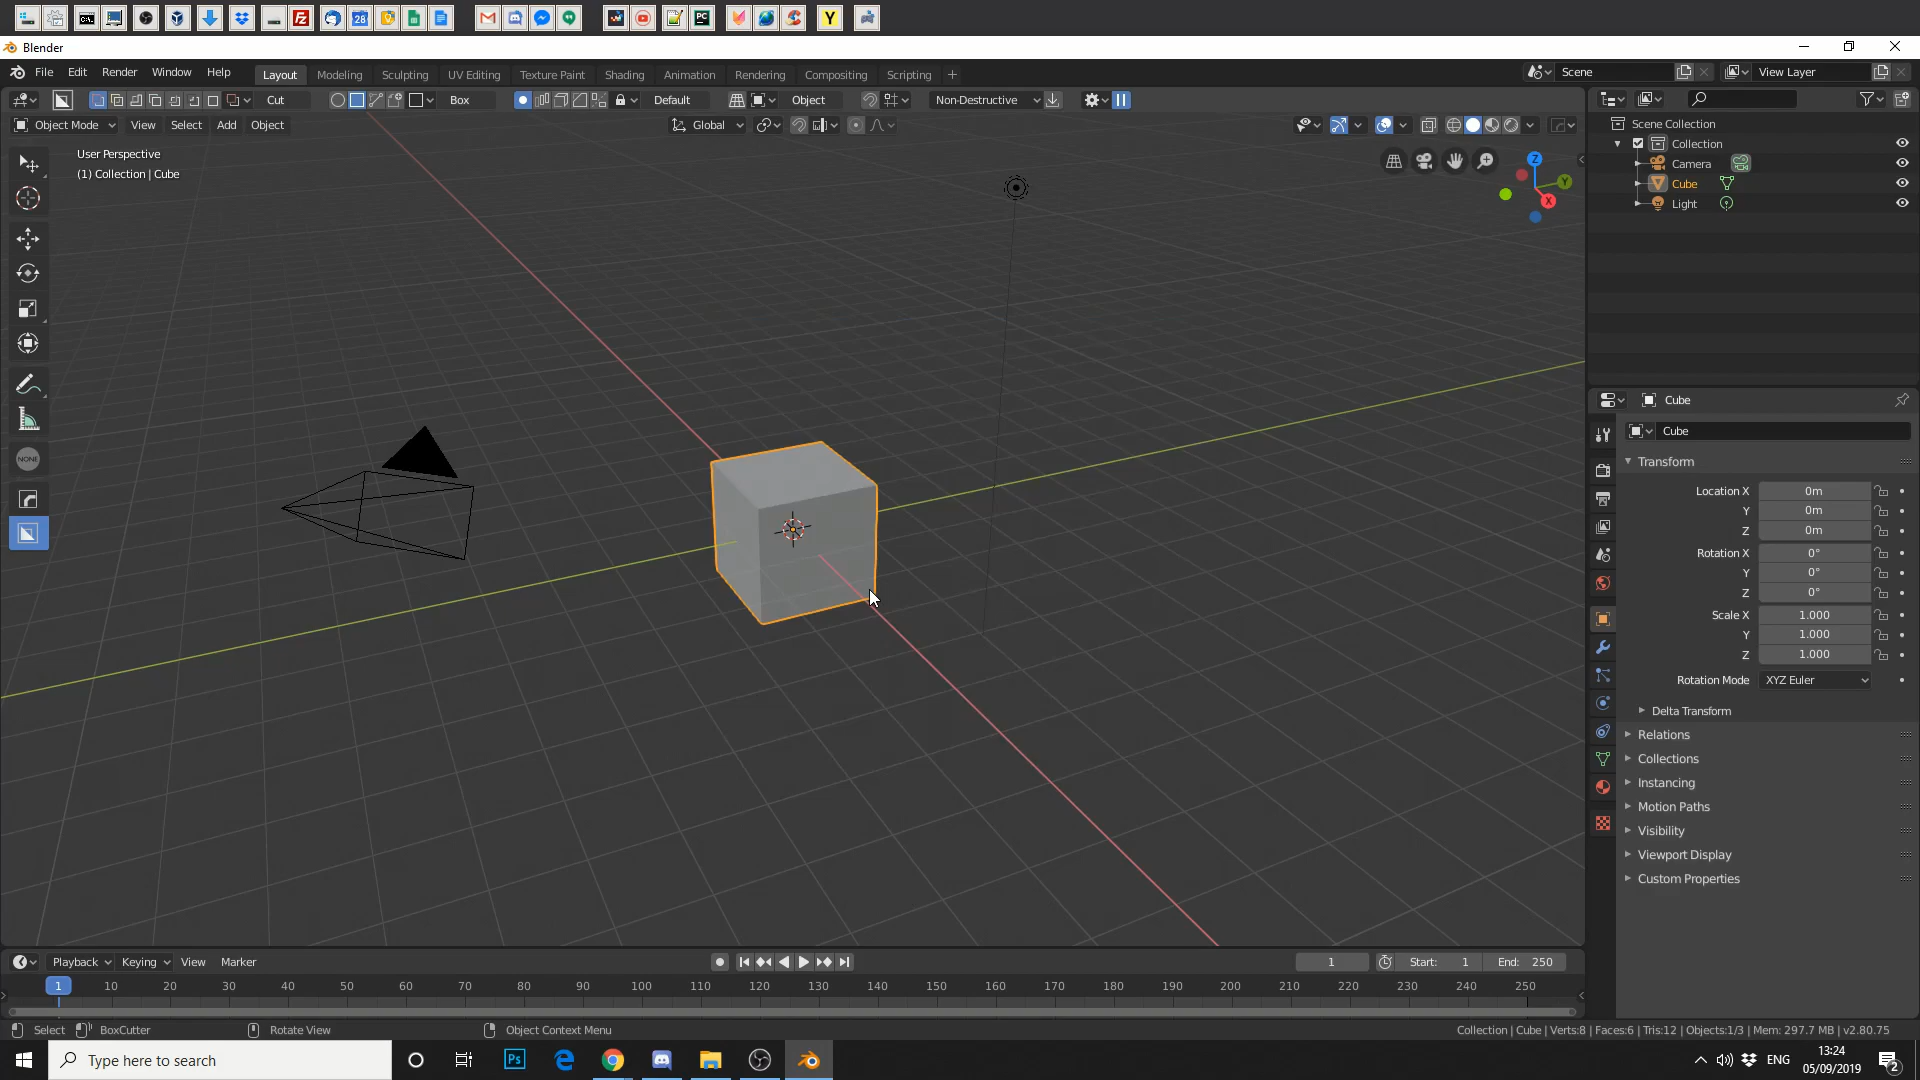 Blender
File Edit Render Window Help Layout Modeling Sculpting UV Editing Texture Paint Shading Animation Rendering Compositing Scripting + Scene View Layer
Cut Box Default Object Non-Destructive
Object Mode View Select Add Object Global
User Perspective
(1) Collection | Cube
Z
Y
X
NONE
Scene Collection
Collection
Camera
Cube
Light
Cube
Cube
Transform
Location X 0m
Y 0m
Z 0m
Rotation X 0°
Y 0°
Z 0°
Scale X 1.000
Y 1.000
Z 1.000
Rotation Mode XYZ Euler
Delta Transform
Relations
Collections
Instancing
Motion Paths
Visibility
Viewport Display
Custom Properties
Playback Keying View Marker 1 Start: 1 End: 250
1 10 20 30 40 50 60 70 80 90 100 110 120 130 140 150 160 170 180 190 200 210 220 230 240 250
Select BoxCutter Rotate View Object Context Menu Collection | Cube | Verts:8 | Faces:6 | Tris:12 | Objects:1/3 | Mem: 297.7 MB | v2.80.75
Type here to search Ps ENG 13:24
05/09/2019 2